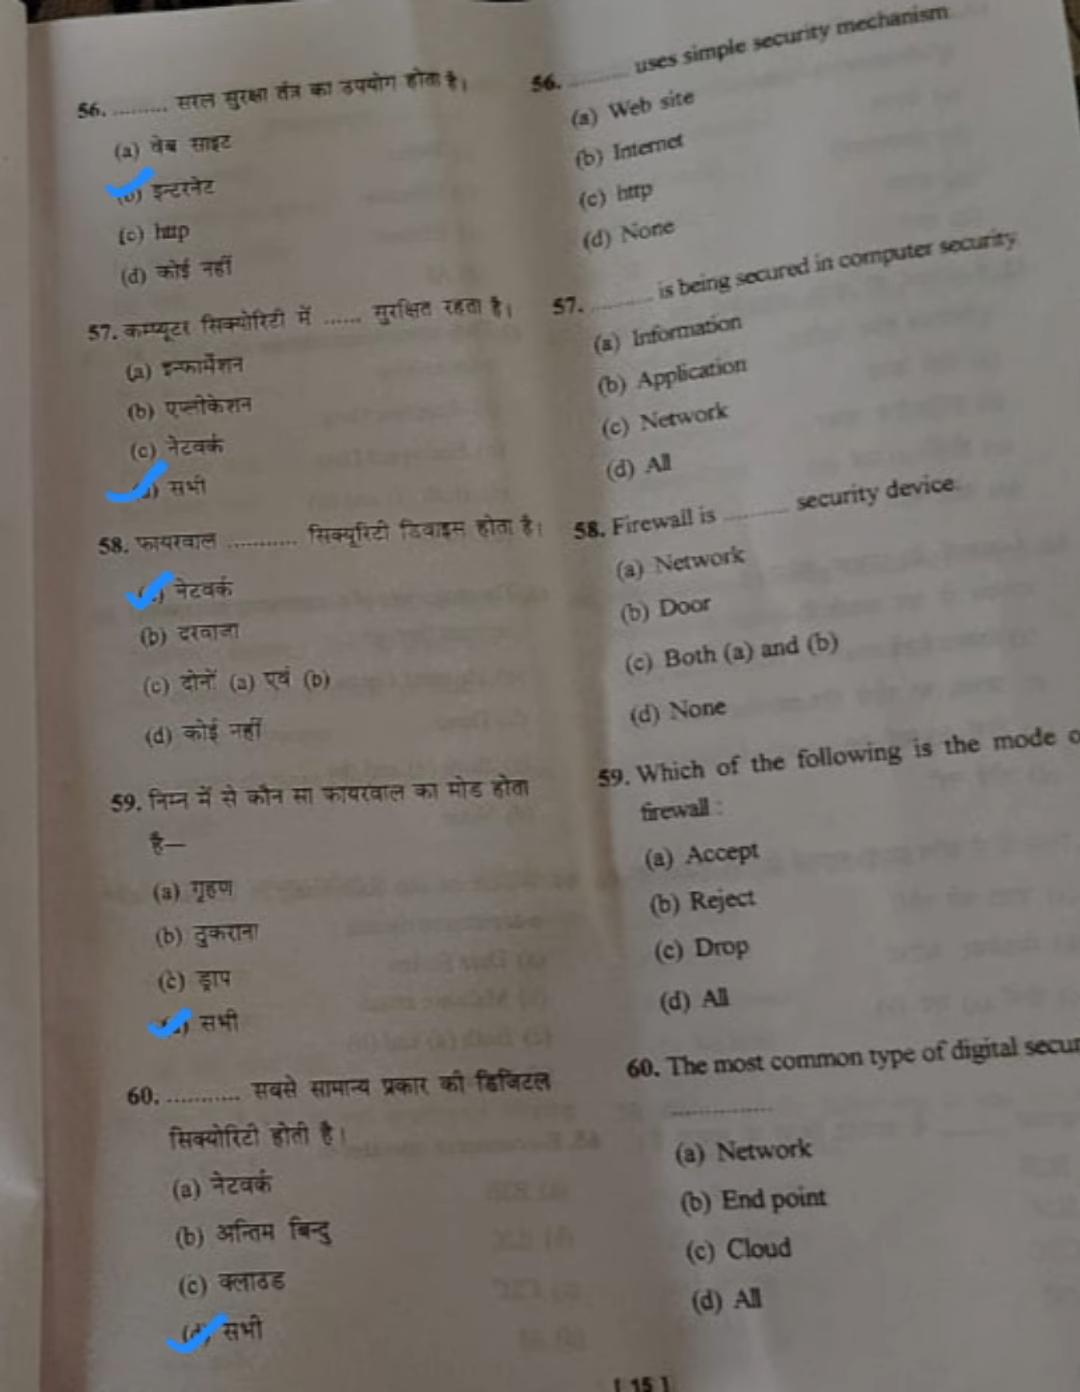 56. .......... सरल सुरक्षा तंत्र का उपयोग होता है।
(a) वेब साइट
(b) इन्टरनेट
(c) http
(d) कोई नहीं
57. कम्प्यूटर सिक्योरिटी में ...... सुरक्षित रहता है।
(a) इन्फार्मेशन
(b) एप्लीकेशन
(c) नेटवर्क
(d) सभी
58. फायरवाल ........... सिक्यूरिटी डिवाइस होता है।
(a) नेटवर्क
(b) दरवाजा
(c) दोनों (a) एवं (b)
(d) कोई नहीं
59. निम्न में से कौन सा फायरवाल का मोड होता
है—
(a) गृहण
(b) ठुकराना
(c) ड्राप
(d) सभी
60. ........... सबसे सामान्य प्रकार की डिजिटल
सिक्योरिटी होती है।
(a) नेटवर्क
(b) अन्तिम बिन्दु
(c) क्लाउड
(d) सभी
56. .......... uses simple security mechanism
(a) Web site
(b) Internet
(c) http
(d) None
57. .......... is being secured in computer security
(a) Information
(b) Application
(c) Network
(d) All
58. Firewall is .......... security device.
(a) Network
(b) Door
(c) Both (a) and (b)
(d) None
59. Which of the following is the mode o
firewall :
(a) Accept
(b) Reject
(c) Drop
(d) All
60. The most common type of digital secur
................
(a) Network
(b) End point
(c) Cloud
(d) All
[ 15 ]